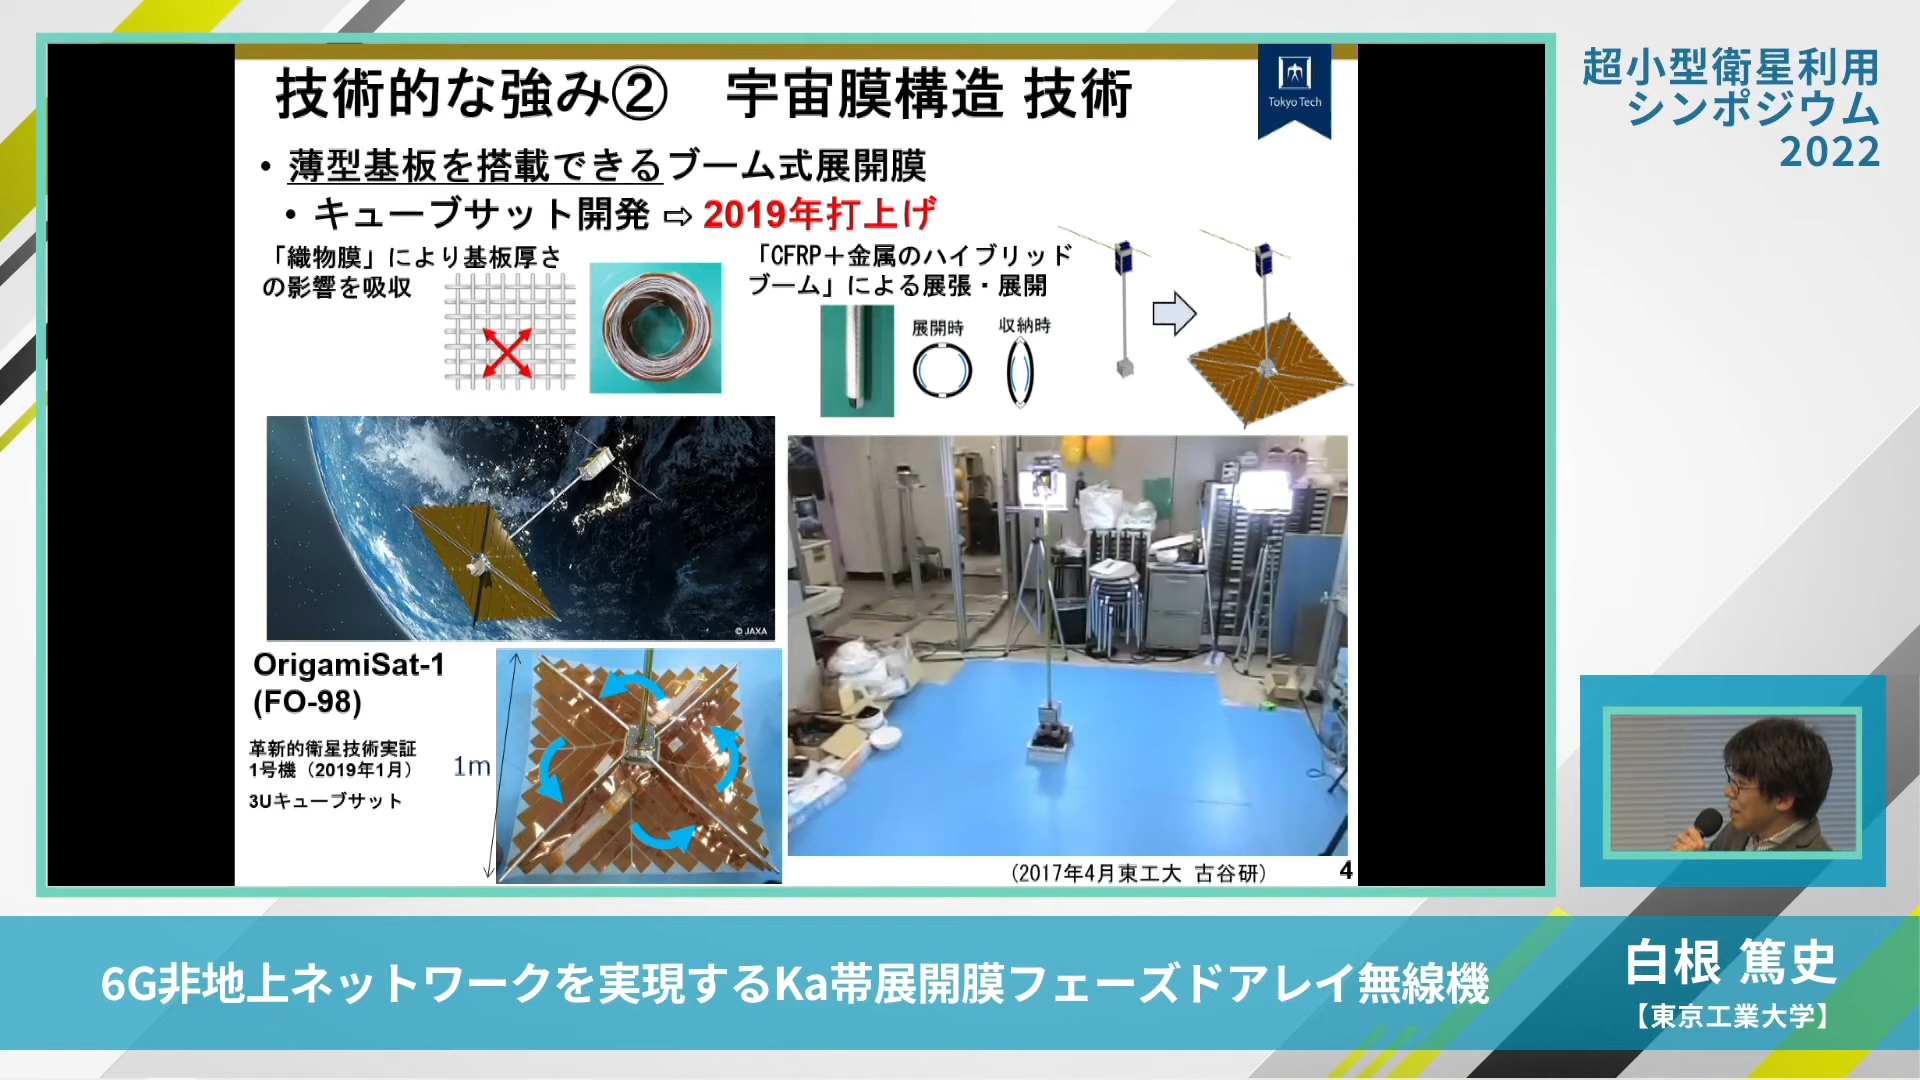 技術的な強み② 宇宙膜構造 技術
Tokyo Tech
• 薄型基板を搭載できるブーム式展開膜
• キューブサット開発 ⇨ 2019年打上げ
「織物膜」により基板厚さ
の影響を吸収
「CFRP＋金属のハイブリッド
ブーム」による展張・展開
展開時
収納時
© JAXA
OrigamiSat-1
(FO-98)
革新的衛星技術実証
1号機（2019年1月）
3Uキューブサット
1m
（2017年4月東工大 古谷研）
4
超小型衛星利用
シンポジウム
2022
6G非地上ネットワークを実現するKa帯展開膜フェーズドアレイ無線機
白根 篤史
【東京工業大学】